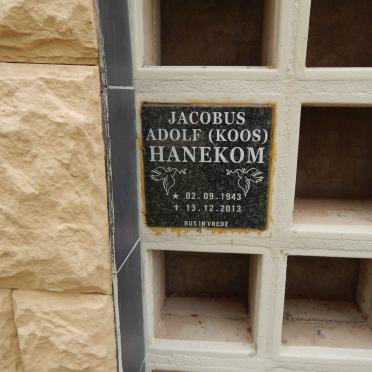 JACOBUS
ADOLF (KOOS)
HANEKOM
★ 02.09.1943
✝ 13.12.2013
RUS IN VREDE